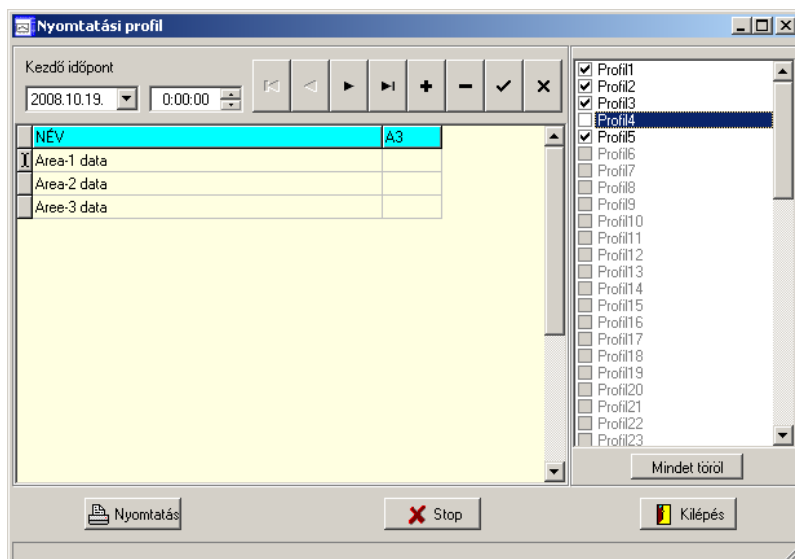 Nyomtatási profil
Kezdő időpont
2008.10.19. 0:00:00
NÉV A3
Area-1 data
Area-2 data
Aree-3 data
Profil1
Profil2
Profil3
Profil4
Profil5
Profil6
Profil7
Profil8
Profil9
Profil10
Profil11
Profil12
Profil13
Profil14
Profil15
Profil16
Profil17
Profil18
Profil19
Profil20
Profil21
Profil22
Profil23
Mindet töröl
Nyomtatás Stop Kilépés